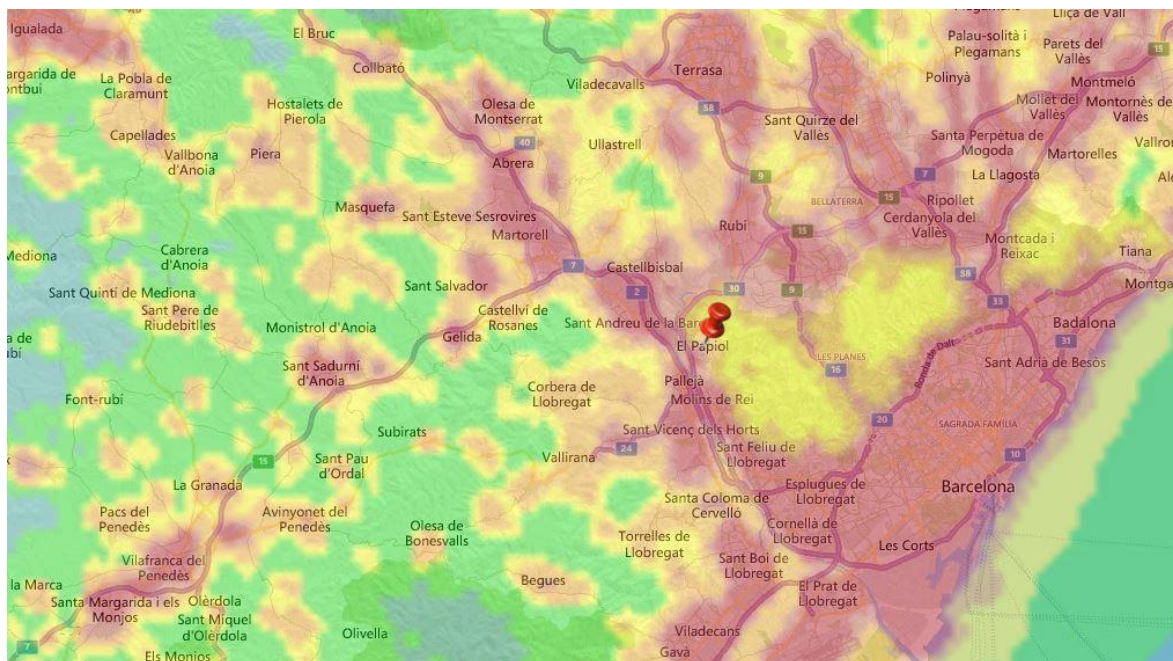 Igualada
El Bruc
Collbató
Viladecavalls
Terrasa
Lliça de Vall
Palau-solità i
Plegamans
Parets del
Vallès
15
Polinyà
Montmeló
La Pobla de
Claramunt
Hostalets de
Pierola
Olesa de
Montserrat
58
Sant Quirze del
Vallès
Mollet del
Vallès
Montornès de
Vallès
Capellades
Vallbona
d'Anoia
Piera
40
Abrera
Ullastrell
Santa Perpètua de
Mogoda
Martorelles
9
7
La Llagosta
Masquefa
Sant Esteve Sesrovires
Martorell
BELLATERRA
15
Ripollet
Cerdanyola del
Vallès
Rubí
15
Montcada i
Reixac
Tiana
Mediona
Cabrera
d'Anoia
7
Castellbisbal
58
Sant Quintí de Mediona
Sant Salvador
2
30
9
33
Sant Pere de
Riudebitlles
Monistrol d'Anoia
Castellví de
Rosanes
Gelida
Sant Andreu de la Barc
El Papiol
Badalona
31
Sant Adrià de Besòs
Sant Sadurní
d'Anoia
LES PLANES
16
Ronda de Dalt
Font-rubí
Corbera de
Llobregat
Pallejà
Molins de Rei
20
SAGRADA FAMÍLIA
Subirats
Sant Vicenç dels Horts
24
Vallirana
Sant Feliu de
Llobregat
10
15
Sant Pau
d'Ordal
La Granada
Santa Coloma de
Cervelló
Esplugues de
Llobregat
Barcelona
Pacs del
Penedès
Avinyonet del
Penedès
Olesa de
Bonesvalls
Torrelles de
Llobregat
Cornellà de
Llobregat
Les Corts
Vilafranca del
Penedès
Sant Boi de
Llobregat
la Marca
Begues
El Prat de
Llobregat
Santa Margarida i els
Monjos
Olèrdola
Sant Miquel
d'Olèrdola
Olivella
Viladecans
Gavà
7
Els Monjos